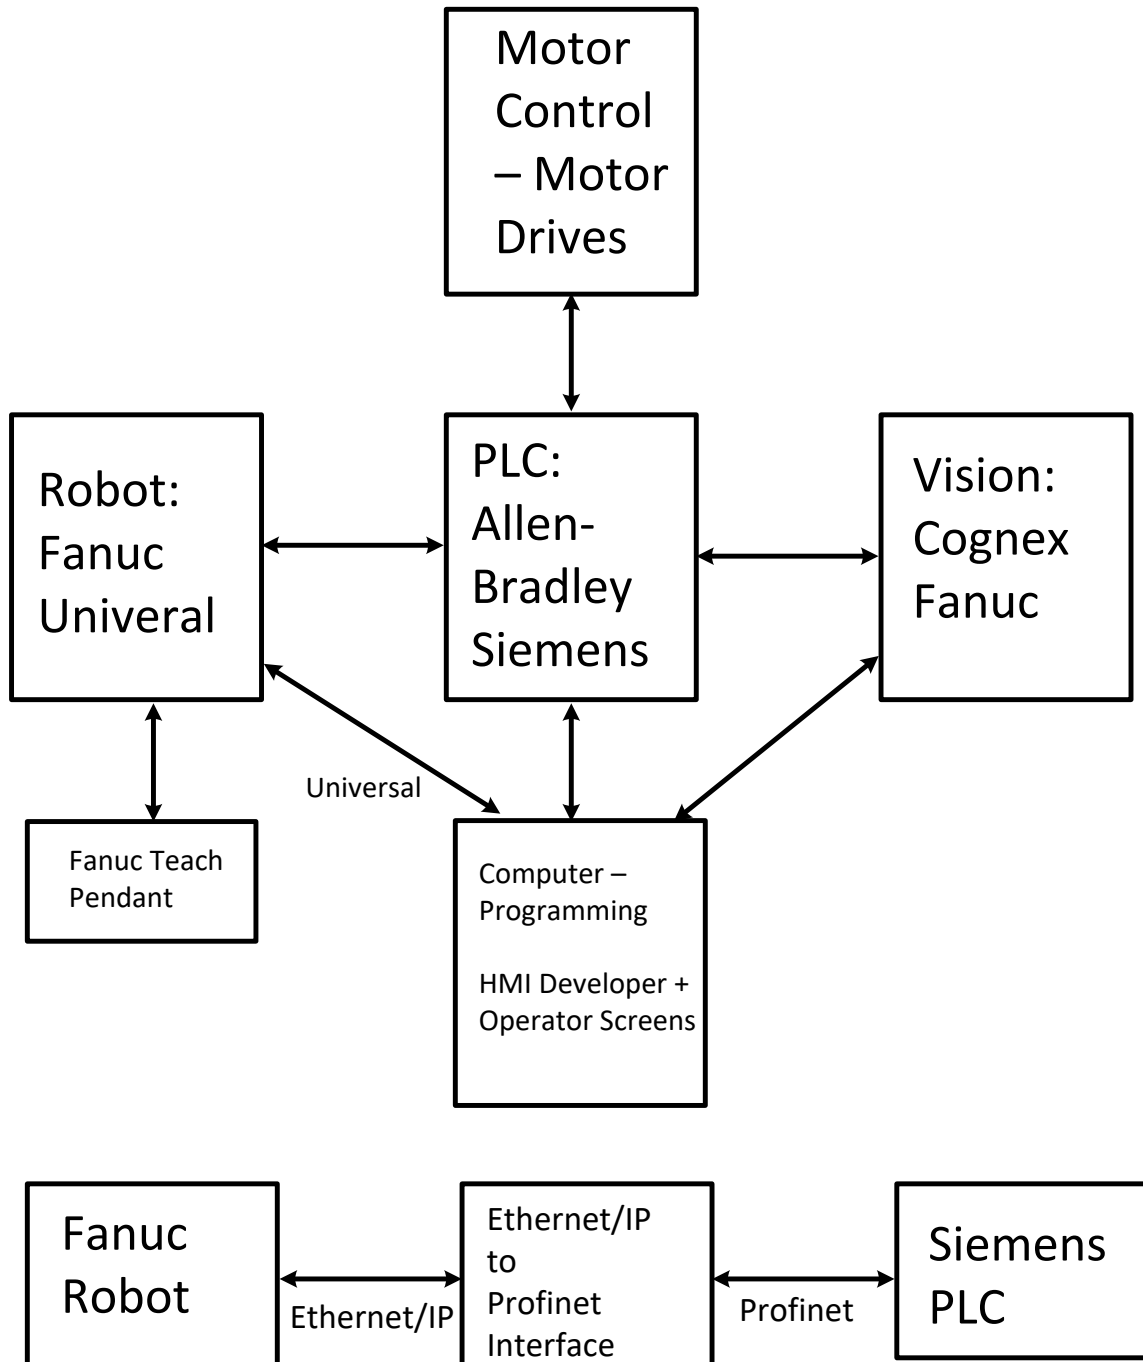 Motor
Control
– Motor
Drives
Robot:
Fanuc
Univeral
PLC:
Allen-
Bradley
Siemens
Vision:
Cognex
Fanuc
Universal
Fanuc Teach
Pendant
Computer –
Programming
HMI Developer +
Operator Screens
Fanuc
Robot
Ethernet/IP
Ethernet/IP
to
Profinet
Interface
Profinet
Siemens
PLC